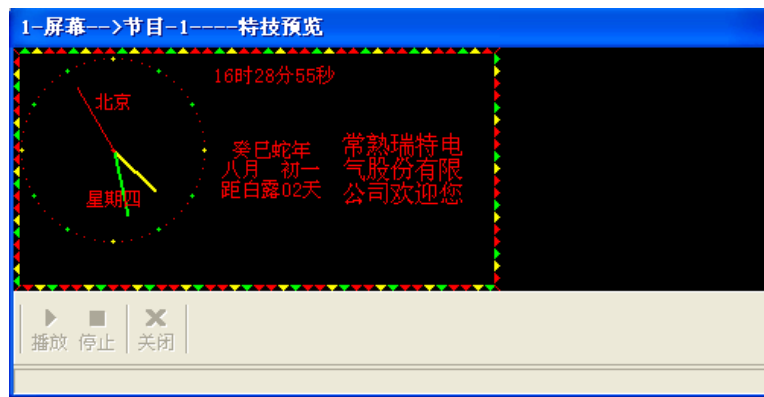 1-屏幕-->节目-1----特技预览
16时28分55秒
北京
星期四
癸巳蛇年
八月 初一
距白露02天
常熟瑞特电
气股份有限
公司欢迎您
播放 停止 关闭